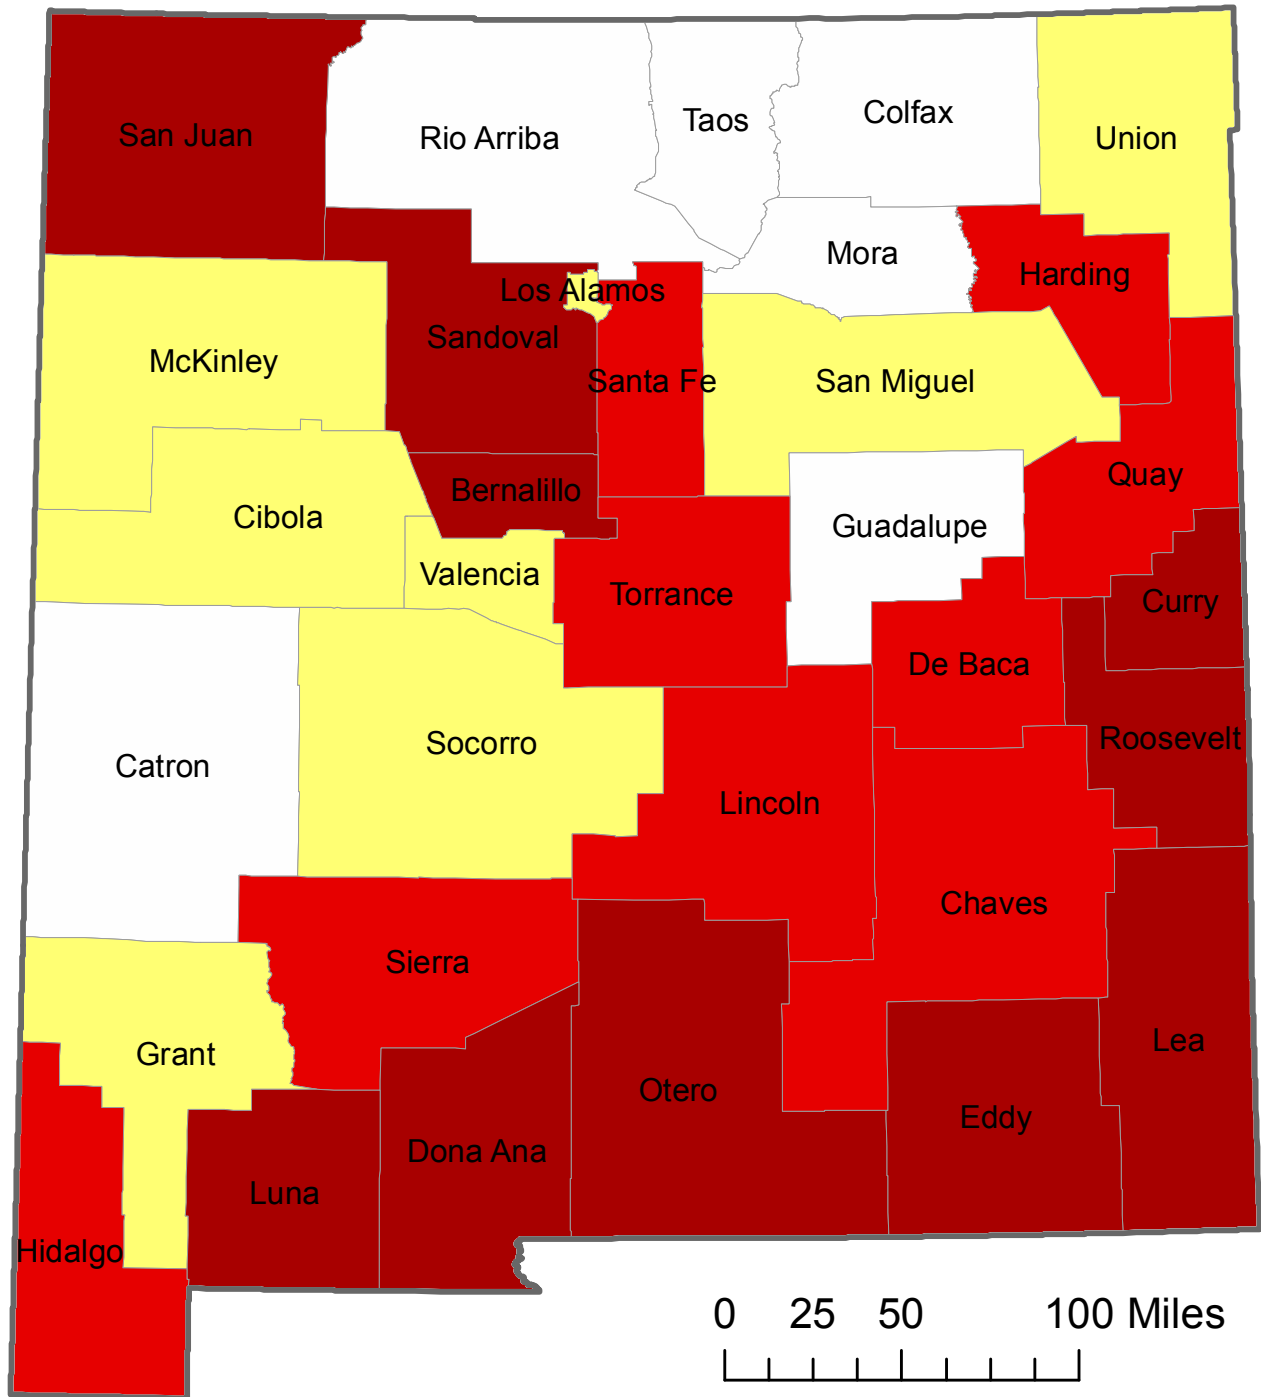 San Juan
Rio Arriba
Taos
Colfax
Union
Mora
Harding
Los Alamos
Sandoval
McKinley
Santa Fe
San Miguel
Quay
Bernalillo
Cibola
Guadalupe
Valencia
Torrance
Curry
De Baca
Roosevelt
Socorro
Catron
Lincoln
Chaves
Sierra
Grant
Lea
Otero
Eddy
Dona Ana
Luna
Hidalgo
0 25 50 100 Miles